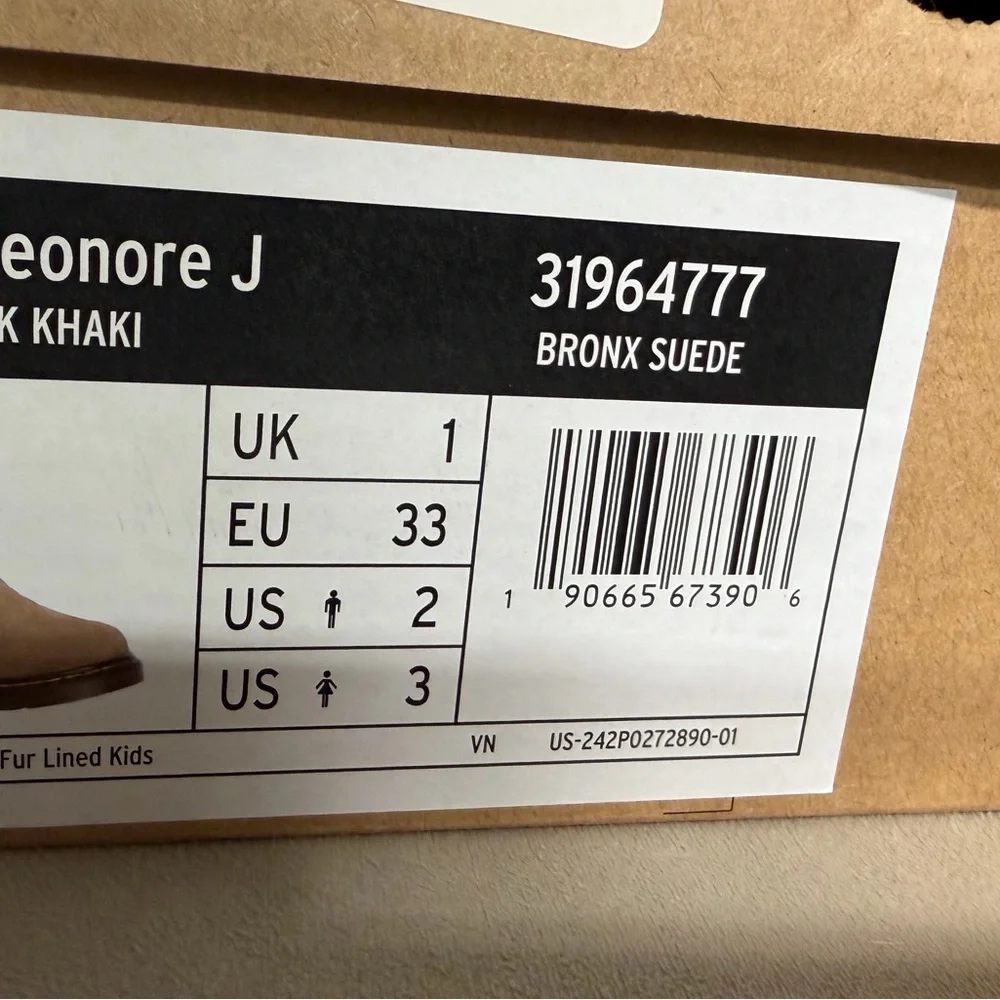 eonore J
K KHAKI
31964777
BRONX SUEDE
UK 1
EU 33
US 2
US 3
1 90665 67390 6
Fur Lined Kids
VN US-242P0272890-01